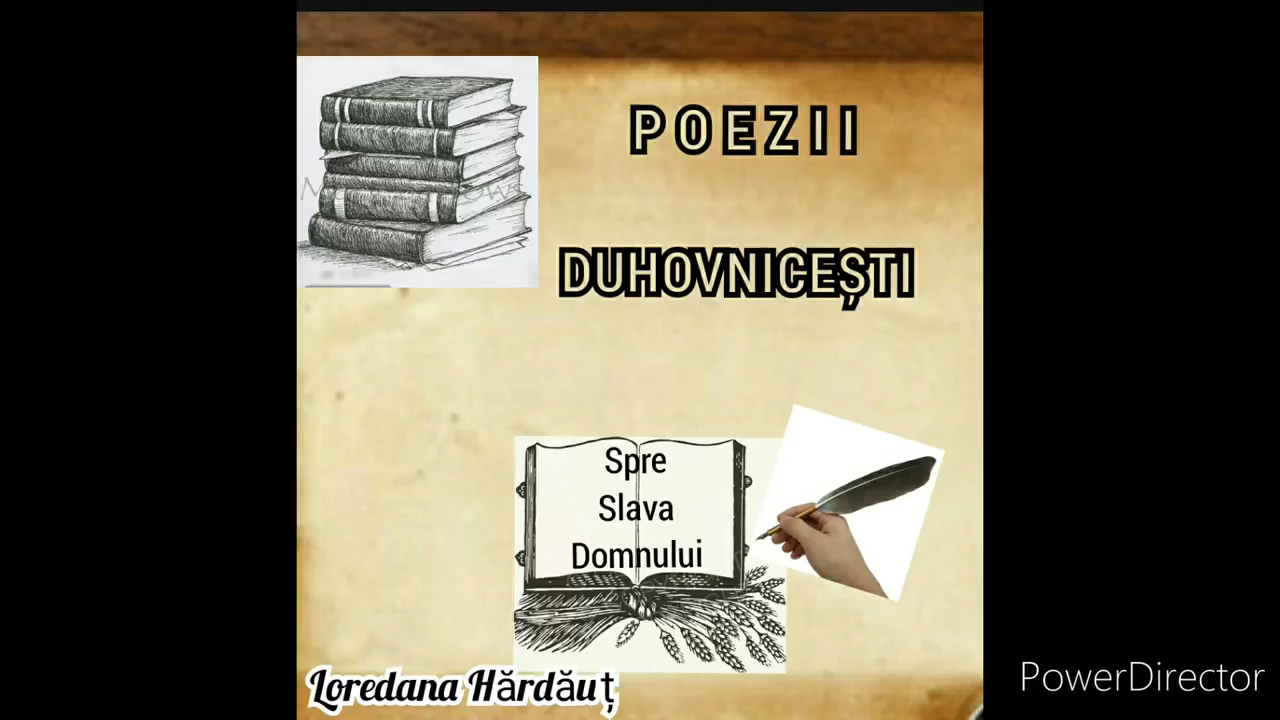 POEZII
DUHOVNICEȘTI
Spre
Slava
Domnului
Loredana Hărdăuț
PowerDirector